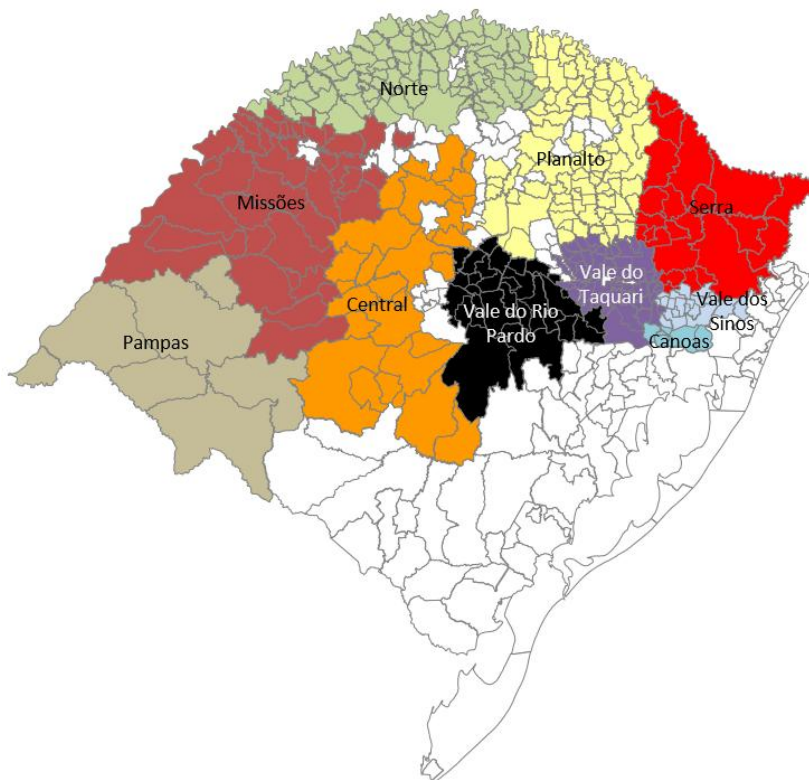 Norte
Planalto
Missões
Serra
Vale do
Taquari
Central
Vale do Rio
Pardo
Vale dos
Sinos
Pampas
Canoas